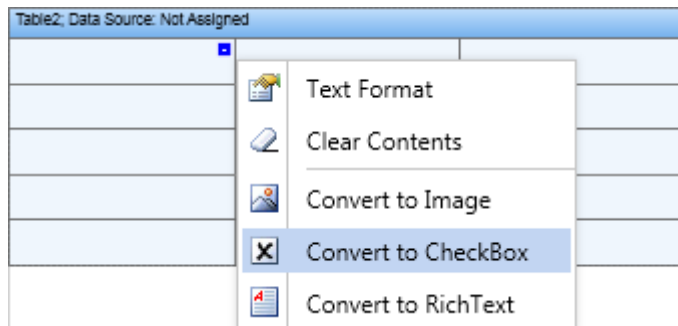 Table2; Data Source: Not Assigned
Text Format
Clear Contents
Convert to Image
Convert to CheckBox
Convert to RichText